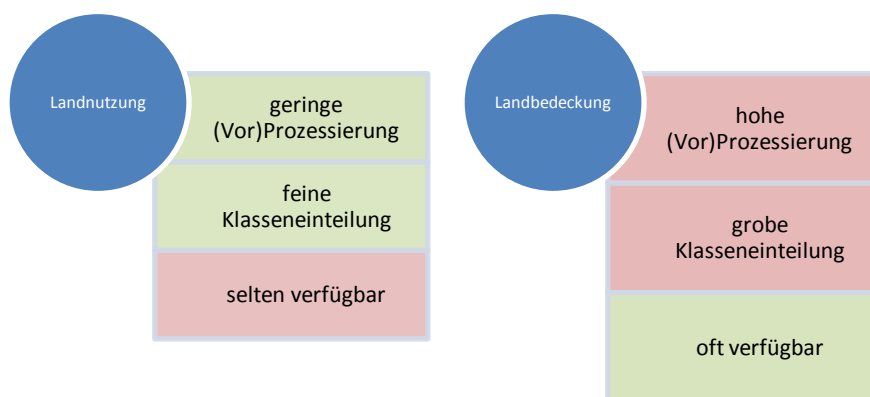 Landnutzung
geringe
(Vor)Prozessierung
feine
Klasseneinteilung
selten verfügbar
Landbedeckung
hohe
(Vor)Prozessierung
grobe
Klasseneinteilung
oft verfügbar